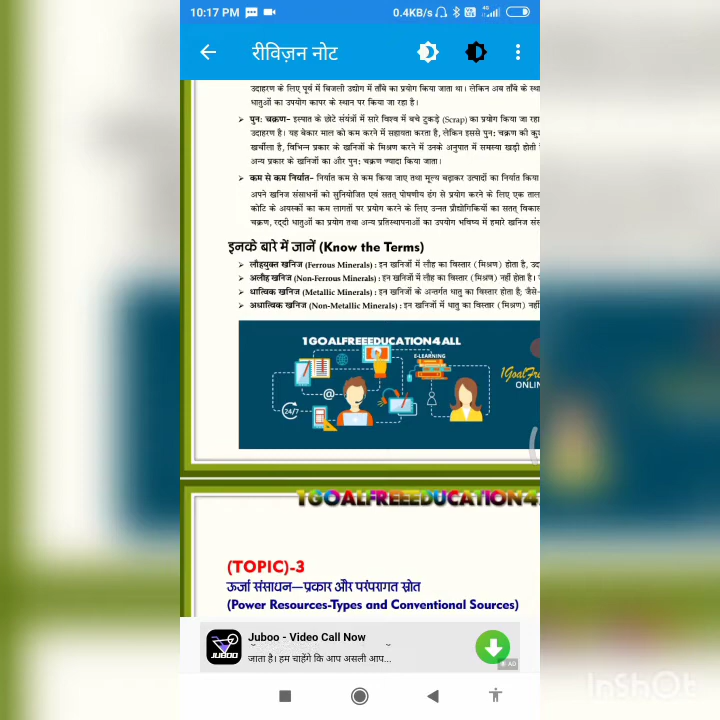 10:17 PM 0.4KB/s 4G
रीविज़न नोट
उदाहरण के लिए पूर्व में बिजली उद्योग में ताँबे का प्रयोग किया जाता था। लेकिन अब ताँबे के स्था
धातुओं का उपयोग कापर के स्थान पर किया जा रहा है।
➢ पुनः चक्रण– इस्पात के छोटे संयंत्रों में सारे विश्व में बचे टुकड़े (Scrap) का प्रयोग किया जा रहा
उदाहरण है। यह बेकार माल को कम करने में सहायता करता है, लेकिन इससे पुनः चक्रण की कु
खर्चीला है, विभिन्न प्रकार के खनिजों के मिश्रण करने में उनके अनुपात में समस्या खड़ी होती
अन्य प्रकार के खनिजों का और पुनः चक्रण ज्यादा किया जाता।
➢ कम से कम निर्यात– निर्यात कम से कम किया जाए तथा मूल्य बढ़ाकर उत्पादों का निर्यात किया
अपने खनिज संसाधनों को सुनियोजित एवं सतत् पोषणीय ढंग से प्रयोग करने के लिए एक ताल
कोटि के अयस्कों का कम लागतों पर प्रयोग करने के लिए उन्नत प्रौद्योगिकियों का सतत् विकास
चक्रण, रद्दी धातुओं का प्रयोग तथा अन्य प्रतिस्थापनाओं का उपयोग भविष्य में हमारे खनिज संस
इनके बारे में जानें (Know the Terms)
➢ लौहयुक्त खनिज (Ferrous Minerals) : इन खनिजों में लौह का विस्तार (मिश्रण) होता है, उद
➢ अलौह खनिज (Non-Ferrous Minerals) : इन खनिजों में लौह का विस्तार (मिश्रण) नहीं होता है।
➢ धात्विक खनिज (Metallic Minerals) : इन खनिजों के अन्तर्गत धातु का विस्तार होता है; जैसे-
➢ अधात्विक खनिज (Non-Metallic Minerals) : इन खनिजों में धातु का विस्तार (मिश्रण) नहीं
1GOALFREEEDUCATION4ALL
E-LEARNING
@
24/7
1GoalFre
ONLIN
1GOALFREEEDUCATION4
(TOPIC)-3
ऊर्जा संसाधन—प्रकार और परंपरागत स्रोत
(Power Resources-Types and Conventional Sources)
Juboo - Video Call Now
जाता है। हम चाहेंगे कि आप असली आप...
JUBOO
AD
InShOt